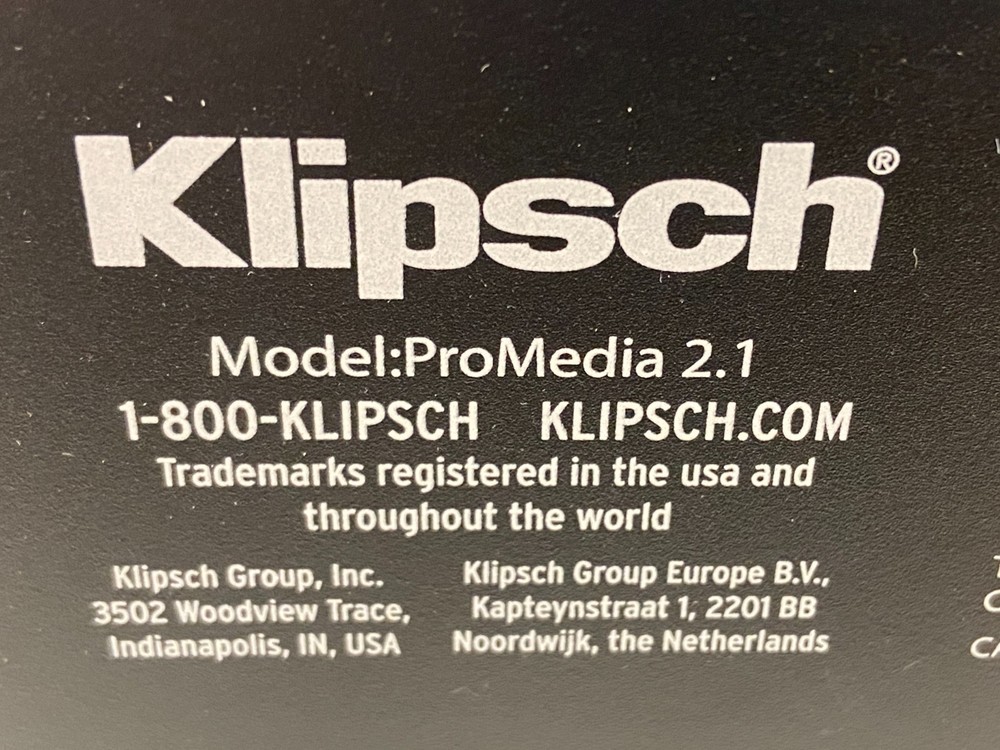 Klipsch®
Model:ProMedia 2.1
1-800-KLIPSCH KLIPSCH.COM
Trademarks registered in the usa and
throughout the world
Klipsch Group, Inc.
3502 Woodview Trace,
Indianapolis, IN, USA
Klipsch Group Europe B.V.,
Kapteynstraat 1, 2201 BB
Noordwijk, the Netherlands